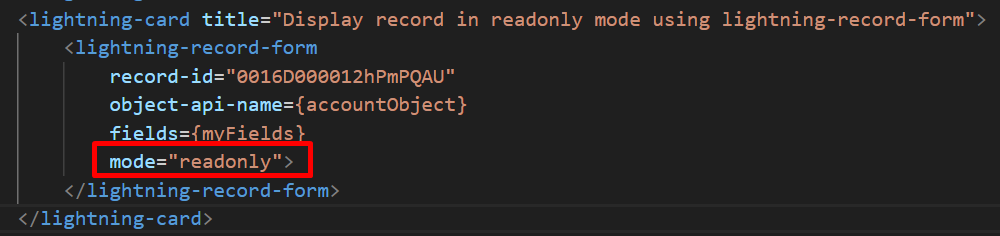 <lightning-card title="Display record in readonly mode using lightning-record-form">
<lightning-record-form
record-id="0016D000012hPmPQAU"
object-api-name={accountObject}
fields={myFields}
mode="readonly">
</lightning-record-form>
</lightning-card>